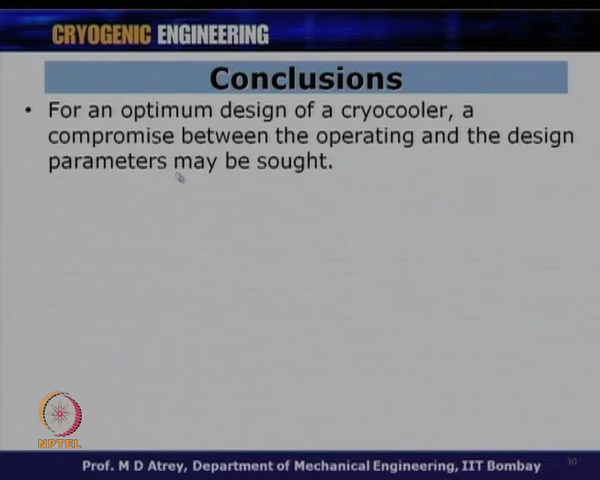 CRYOGENIC ENGINEERING
Conclusions
• For an optimum design of a cryocooler, a
compromise between the operating and the design
parameters may be sought.
NPTEL
Prof. M D Atrey, Department of Mechanical Engineering, IIT Bombay
30